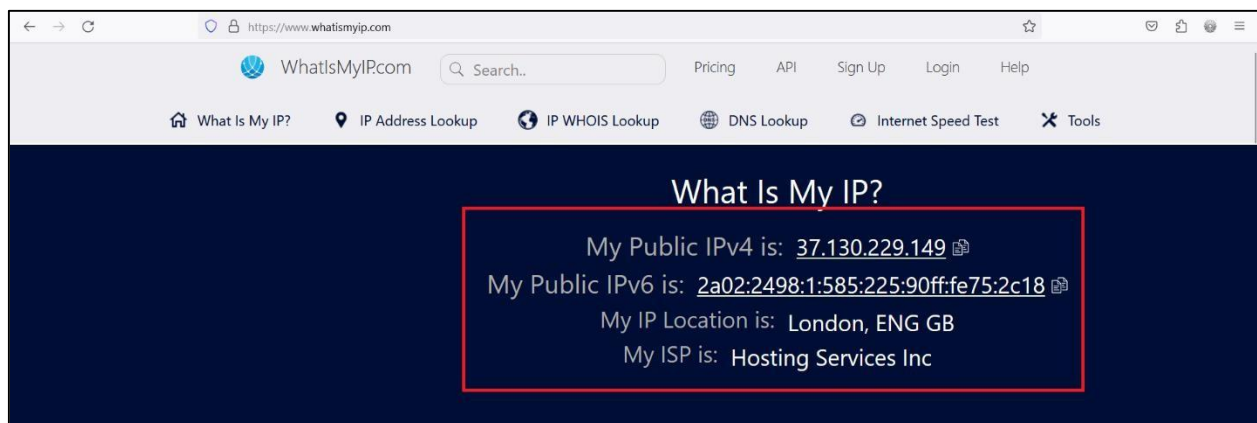 https://www.whatismyip.com
WhatIsMyIP.com Search.. Pricing API Sign Up Login Help
What Is My IP? IP Address Lookup IP WHOIS Lookup DNS Lookup Internet Speed Test Tools
What Is My IP?
My Public IPv4 is: 37.130.229.149
My Public IPv6 is: 2a02:2498:1:585:225:90ff:fe75:2c18
My IP Location is: London, ENG GB
My ISP is: Hosting Services Inc